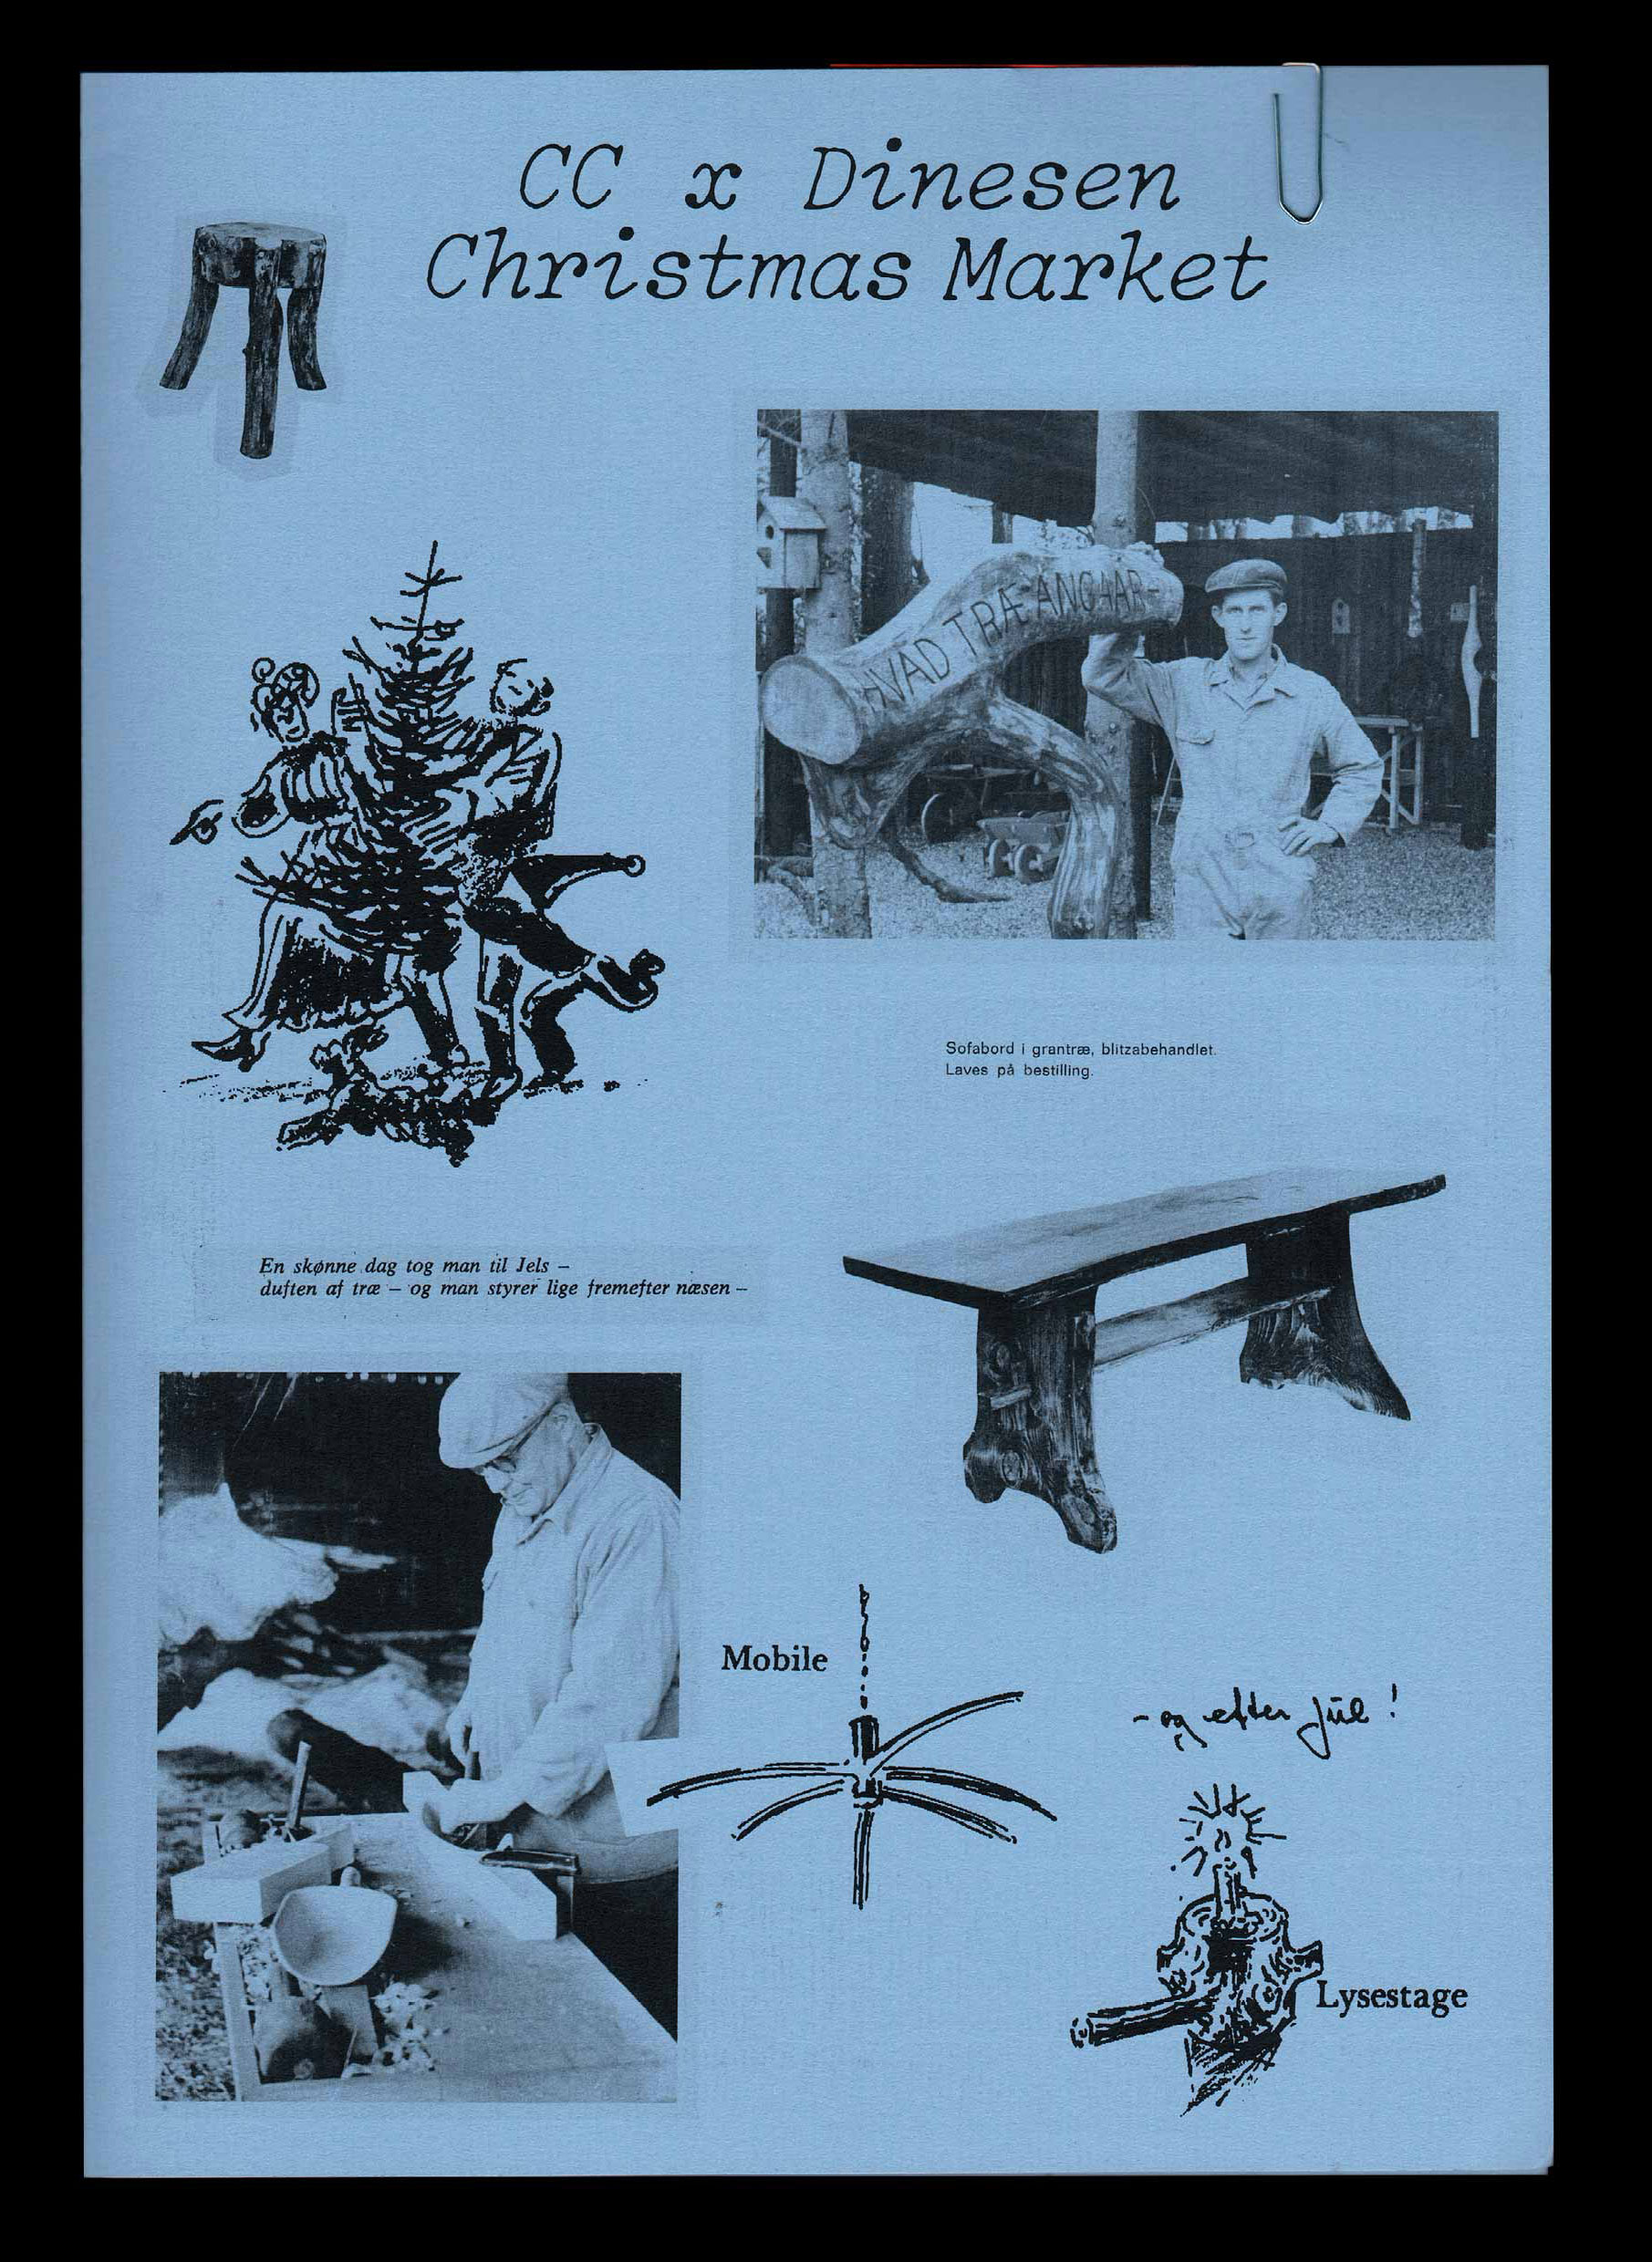 CC x Dinesen
Christmas Market
HVAD TRÆ ANGAAR-
Sofabord i grantræ, blitzabehandlet.
Laves på bestilling.
En skønne dag tog man til Jels –
duften af træ – og man styrer lige fremefter næsen –
Mobile
- og efter jul !
Lysestage